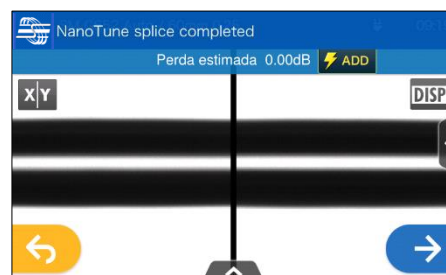 NanoTune splice completed
Perda estimada 0.00dB ADD
X|Y
DISP